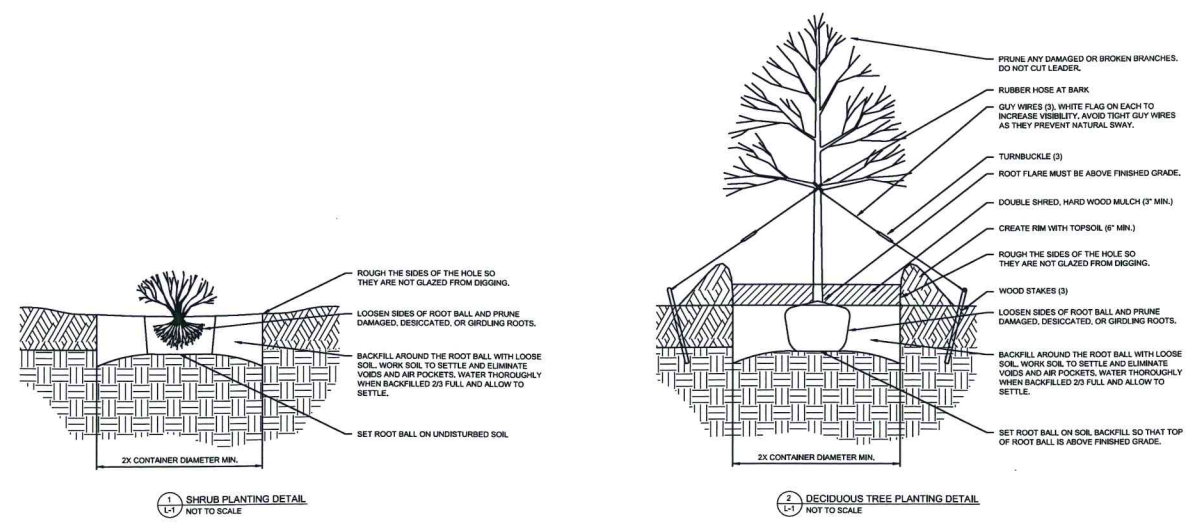 ROUGH THE SIDES OF THE HOLE SO
THEY ARE NOT GLAZED FROM DIGGING.
LOOSEN SIDES OF ROOT BALL AND PRUNE
DAMAGED, DESICCATED, OR GIRDLING ROOTS.
BACKFILL AROUND THE ROOT BALL WITH LOOSE
SOIL. WORK SOIL TO SETTLE AND ELIMINATE
VOIDS AND AIR POCKETS. WATER THOROUGHLY
WHEN BACKFILLED 2/3 FULL AND ALLOW TO
SETTLE.
SET ROOT BALL ON UNDISTURBED SOIL
2X CONTAINER DIAMETER MIN.
1
L-1
SHRUB PLANTING DETAIL
NOT TO SCALE
PRUNE ANY DAMAGED OR BROKEN BRANCHES.
DO NOT CUT LEADER.
RUBBER HOSE AT BARK
GUY WIRES (3), WHITE FLAG ON EACH TO
INCREASE VISIBILITY. AVOID TIGHT GUY WIRES
AS THEY PREVENT NATURAL SWAY.
TURNBUCKLE (3)
ROOT FLARE MUST BE ABOVE FINISHED GRADE.
DOUBLE SHRED, HARD WOOD MULCH (3" MIN.)
CREATE RIM WITH TOPSOIL (6" MIN.)
ROUGH THE SIDES OF THE HOLE SO
THEY ARE NOT GLAZED FROM DIGGING.
WOOD STAKES (3)
LOOSEN SIDES OF ROOT BALL AND PRUNE
DAMAGED, DESICCATED, OR GIRDLING ROOTS.
BACKFILL AROUND THE ROOT BALL WITH LOOSE
SOIL. WORK SOIL TO SETTLE AND ELIMINATE
VOIDS AND AIR POCKETS. WATER THOROUGHLY
WHEN BACKFILLED 2/3 FULL AND ALLOW TO
SETTLE.
SET ROOT BALL ON SOIL BACKFILL SO THAT TOP
OF ROOT BALL IS ABOVE FINISHED GRADE.
2X CONTAINER DIAMETER MIN.
2
L-1
DECIDUOUS TREE PLANTING DETAIL
NOT TO SCALE